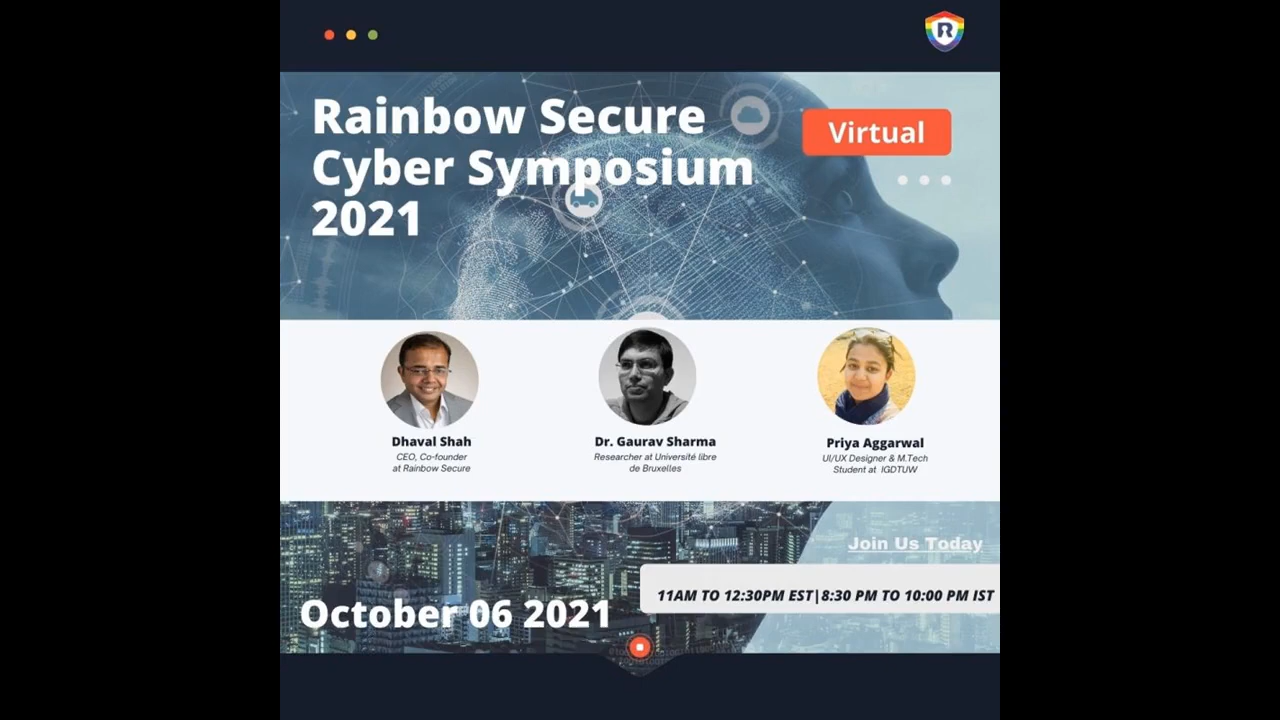 R
Rainbow Secure
Cyber Symposium
2021
Virtual
Dhaval Shah
CEO, Co-founder
at Rainbow Secure
Dr. Gaurav Sharma
Researcher at Université libre
de Bruxelles
Priya Aggarwal
UI/UX Designer & M.Tech
Student at IGDTUW
Join Us Today
11AM TO 12:30PM EST|8:30 PM TO 10:00 PM IST
October 06 2021